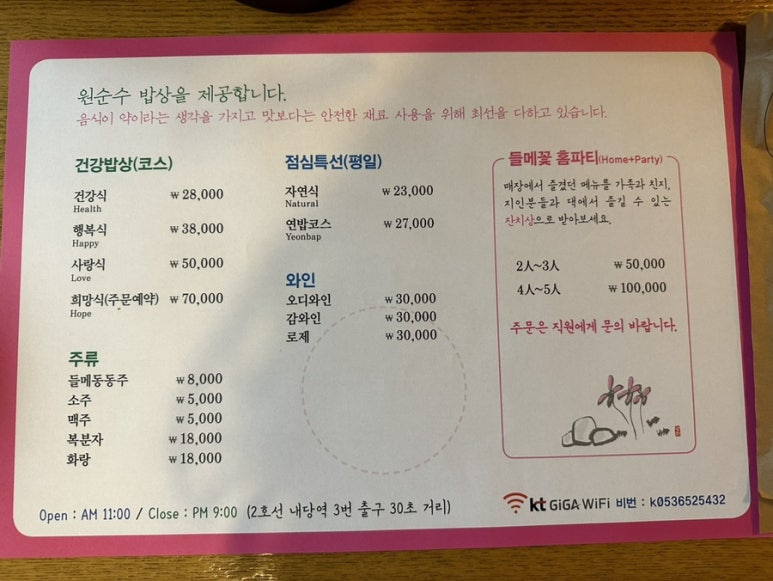 원순수 밥상을 제공합니다.
음식이 약이라는 생각을 가지고 맛보다는 안전한 재료 사용을 위해 최선을 다하고 있습니다.
건강밥상(코스)
건강식 ₩ 28,000
Health
행복식 ₩ 38,000
Happy
사랑식 ₩ 50,000
Love
희망식(주문예약) ₩ 70,000
Hope
주류
들메동동주 ₩ 8,000
소주 ₩ 5,000
맥주 ₩ 5,000
복분자 ₩ 18,000
화랑 ₩ 18,000
점심특선(평일)
자연식 ₩ 23,000
Natural
연밥코스 ₩ 27,000
Yeonbap
와인
오디와인 ₩ 30,000
감와인 ₩ 30,000
로제 ₩ 30,000
들메꽃 홈파티(Home+Party)
매장에서 즐겼던 메뉴를 가족과 친지,
지인분들과 댁에서 즐길 수 있는
잔치상으로 받아보세요.
2人~3人 ₩ 50,000
4人~5人 ₩ 100,000
주문은 직원에게 문의 바랍니다.
Open : AM 11:00 / Close : PM 9:00 (2호선 내당역 3번 출구 30초 거리)
kt GiGA WiFi 비번 : k0536525432